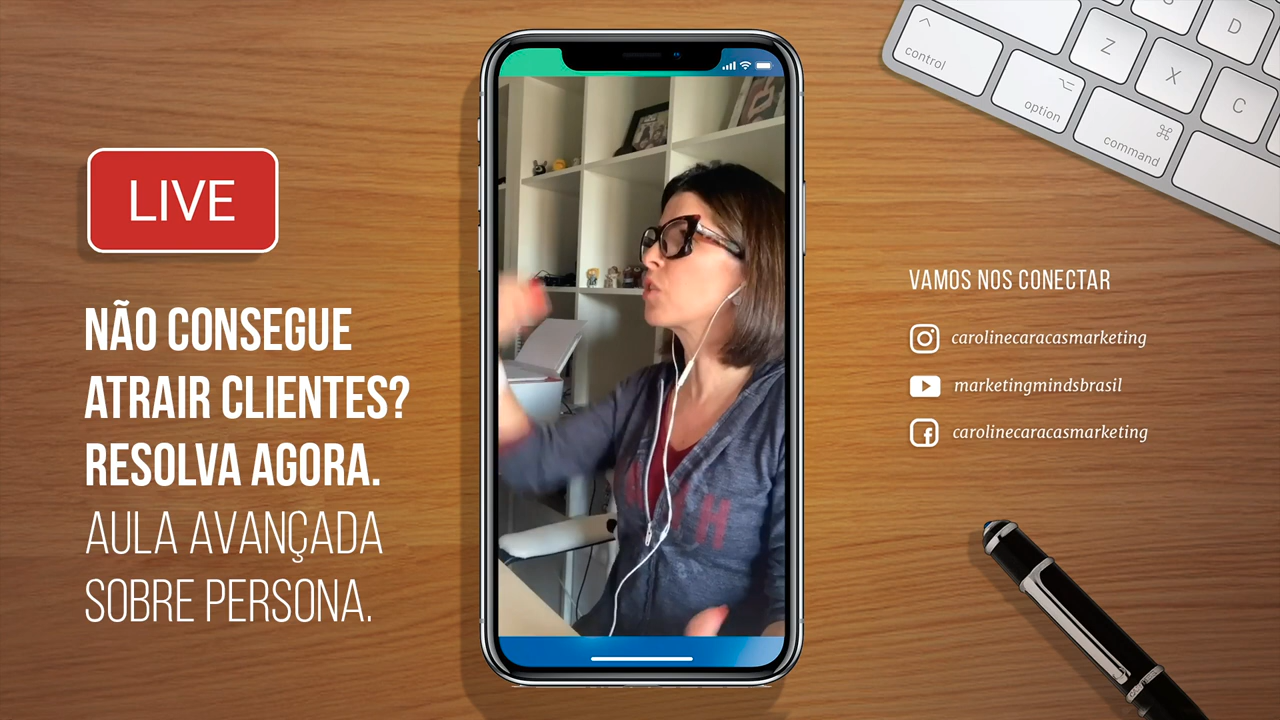 LIVE
NÃO CONSEGUE
ATRAIR CLIENTES?
RESOLVA AGORA.
AULA AVANÇADA
SOBRE PERSONA.
VAMOS NOS CONECTAR
carolinecaracasmarketing
marketingmindsbrasil
carolinecaracasmarketing
S D
Z X C
control
option
command